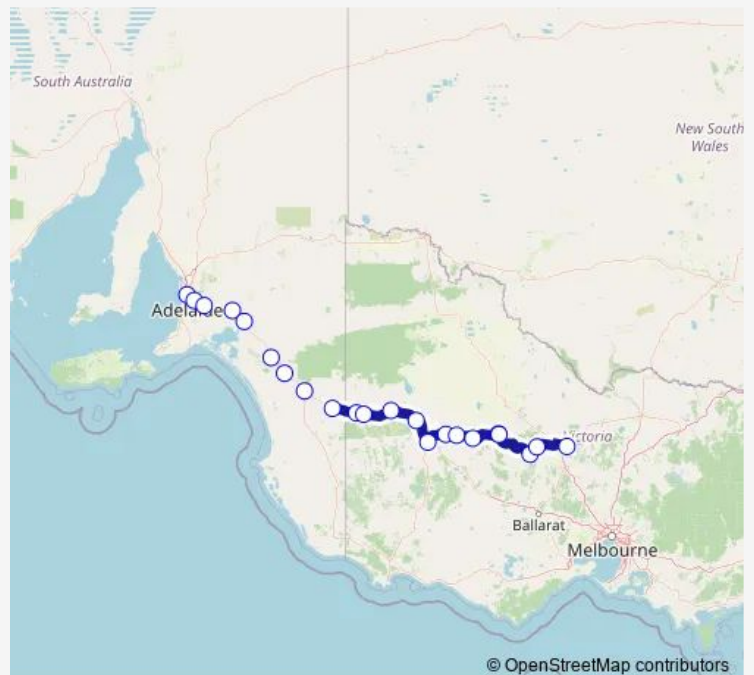 South Australia
New South
Wales
Adelaide
Victoria
Ballarat
Melbourne
© OpenStreetMap contributors